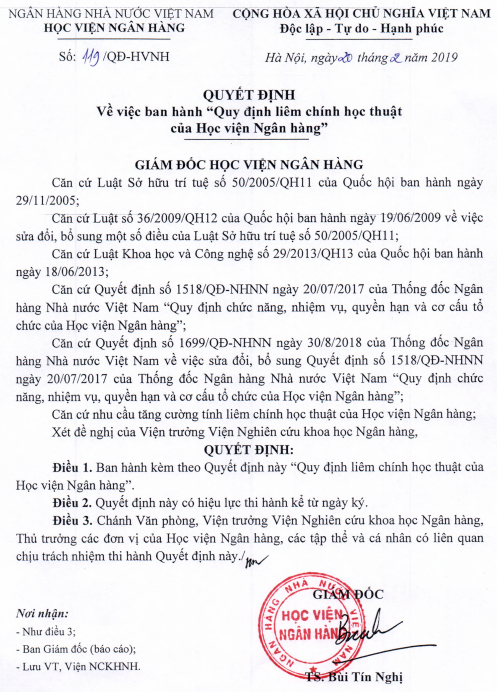 NGÂN HÀNG NHÀ NƯỚC VIỆT NAM
HỌC VIỆN NGÂN HÀNG
Số: 119/QĐ-HVNH
CỘNG HÒA XÃ HỘI CHỦ NGHĨA VIỆT NAM
Độc lập - Tự do - Hạnh phúc
Hà Nội, ngày 20 tháng 2 năm 2019
QUYẾT ĐỊNH
Về việc ban hành “Quy định liêm chính học thuật
của Học viện Ngân hàng”
GIÁM ĐỐC HỌC VIỆN NGÂN HÀNG
Căn cứ Luật Sở hữu trí tuệ số 50/2005/QH11 của Quốc hội ban hành ngày
29/11/2005;
Căn cứ Luật số 36/2009/QH12 của Quốc hội ban hành ngày 19/06/2009 về việc
sửa đổi, bổ sung một số điều của Luật Sở hữu trí tuệ số 50/2005/QH11;
Căn cứ Luật Khoa học và Công nghệ số 29/2013/QH13 của Quốc hội ban hành
ngày 18/06/2013;
Căn cứ Quyết định số 1518/QĐ-NHNN ngày 20/07/2017 của Thống đốc Ngân
hàng Nhà nước Việt Nam “Quy định chức năng, nhiệm vụ, quyền hạn và cơ cấu tổ
chức của Học viện Ngân hàng”;
Căn cứ Quyết định số 1699/QĐ-NHNN ngày 30/8/2018 của Thống đốc Ngân
hàng Nhà nước Việt Nam về việc sửa đổi, bổ sung Quyết định số 1518/QĐ-NHNN
ngày 20/07/2017 của Thống đốc Ngân hàng Nhà nước Việt Nam “Quy định chức
năng, nhiệm vụ, quyền hạn và cơ cấu tổ chức của Học viện Ngân hàng”;
Căn cứ nhu cầu tăng cường tính liêm chính học thuật của Học viện Ngân hàng;
Xét đề nghị của Viện trưởng Viện Nghiên cứu khoa học Ngân hàng,
QUYẾT ĐỊNH:
Điều 1. Ban hành kèm theo Quyết định này “Quy định liêm chính học thuật của
Học viện Ngân hàng”.
Điều 2. Quyết định này có hiệu lực thi hành kể từ ngày ký.
Điều 3. Chánh Văn phòng, Viện trưởng Viện Nghiên cứu khoa học Ngân hàng,
Thủ trưởng các đơn vị của Học viện Ngân hàng, các tập thể và cá nhân có liên quan
chịu trách nhiệm thi hành Quyết định này./
Nơi nhận:
- Như điều 3;
- Ban Giám đốc (báo cáo);
- Lưu VT, Viện NCKHNH.
GIÁM ĐỐC
NGÂN HÀNG NHÀ NƯỚC VIỆT NAM
HỌC VIỆN
NGÂN HÀNG
TS. Bùi Tín Nghị